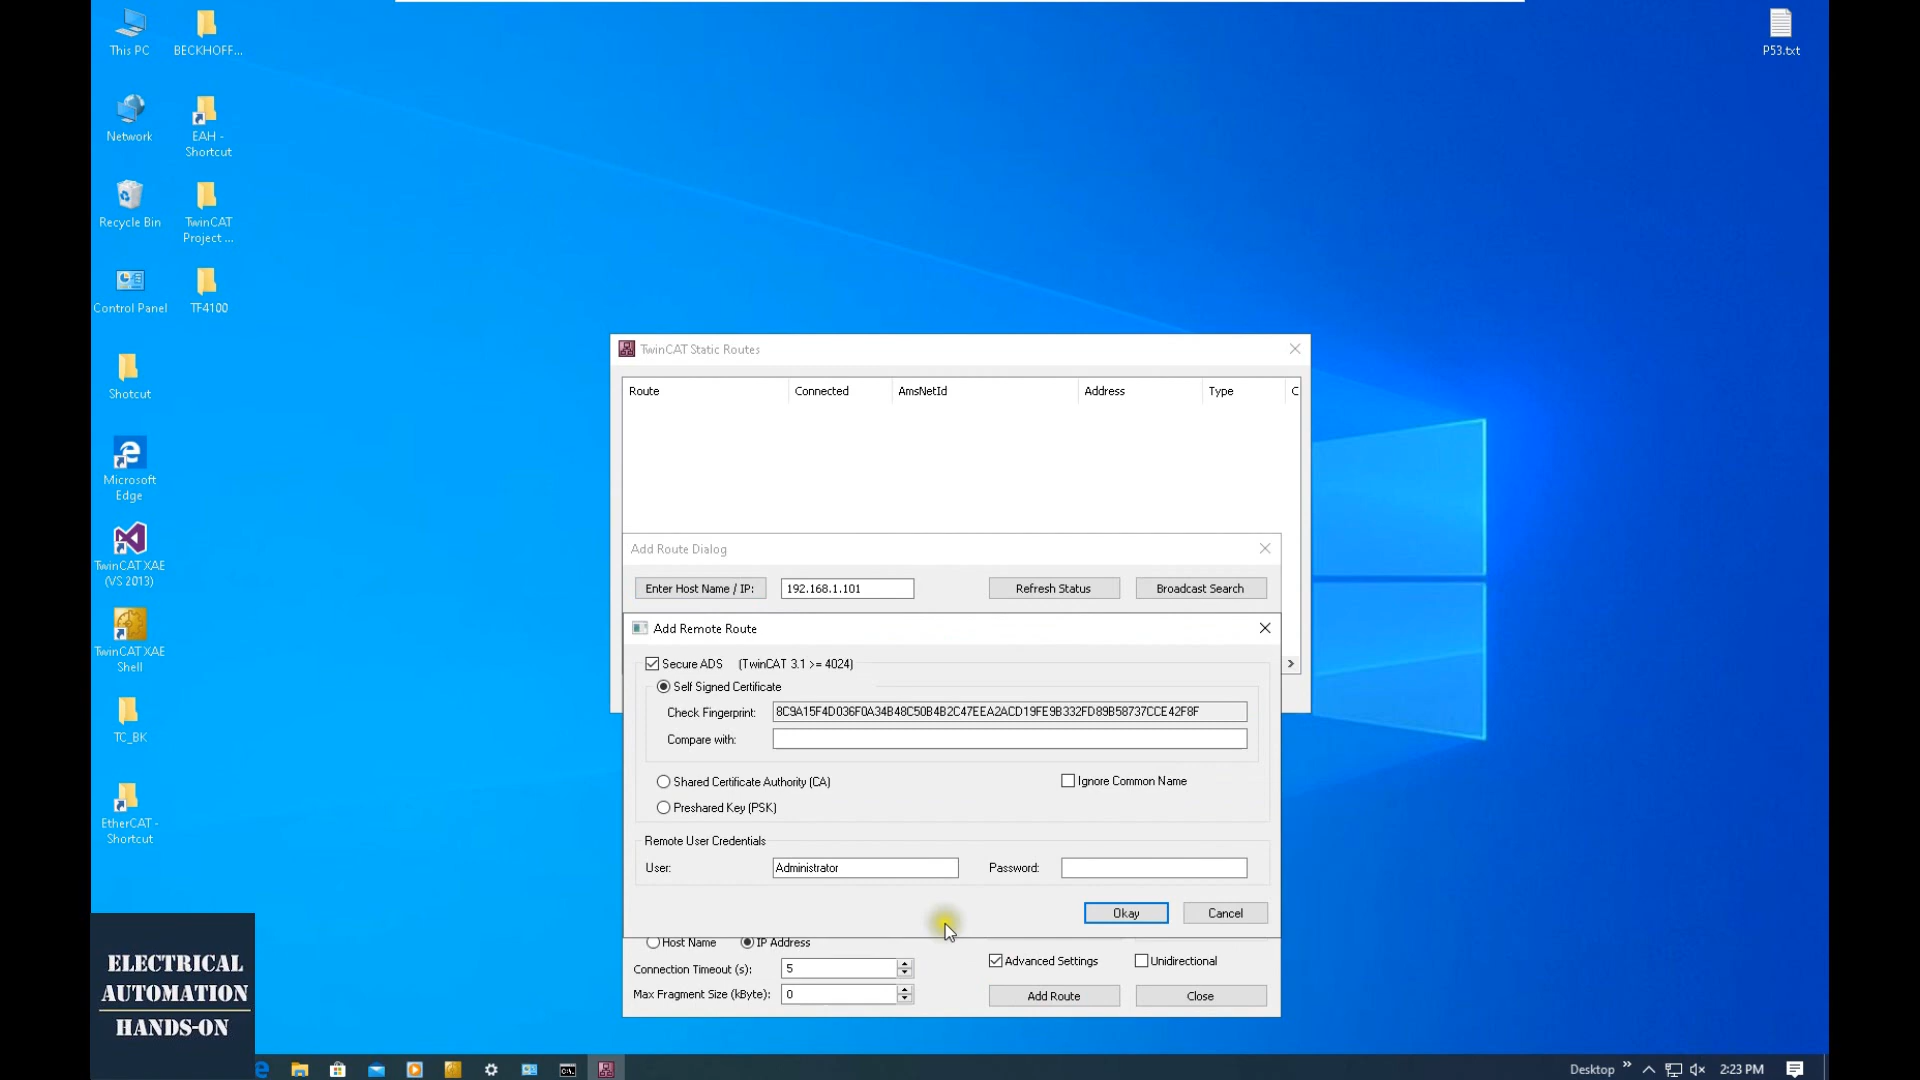 This PC
BECKHOFF...
P53.txt
Network
EAH -
Shortcut
Recycle Bin
TwinCAT
Project ...
Control Panel
TF4100
Shotcut
Microsoft
Edge
TwinCAT XAE
(VS 2013)
TwinCAT XAE
Shell
TC_BK
EtherCAT -
Shortcut
TwinCAT Static Routes
Route
Connected
AmsNetId
Address
Type
C
Add Route Dialog
Enter Host Name / IP:
192.168.1.101
Refresh Status
Broadcast Search
Add Remote Route
Secure ADS (TwinCAT 3.1 >= 4024)
Self Signed Certificate
Check Fingerprint:
8C9A15F4D036F0A34B48C50B4B2C47EEA2ACD19FE9B332FD89B58737CCE42F8F
Compare with:
Shared Certificate Authority (CA)
Ignore Common Name
Preshared Key (PSK)
Remote User Credentials
User:
Administrator
Password:
Okay
Cancel
Host Name
IP Address
Connection Timeout (s):
5
Advanced Settings
Unidirectional
Max Fragment Size (kByte):
0
Add Route
Close
ELECTRICAL
AUTOMATION
HANDS-ON
Desktop
2:23 PM